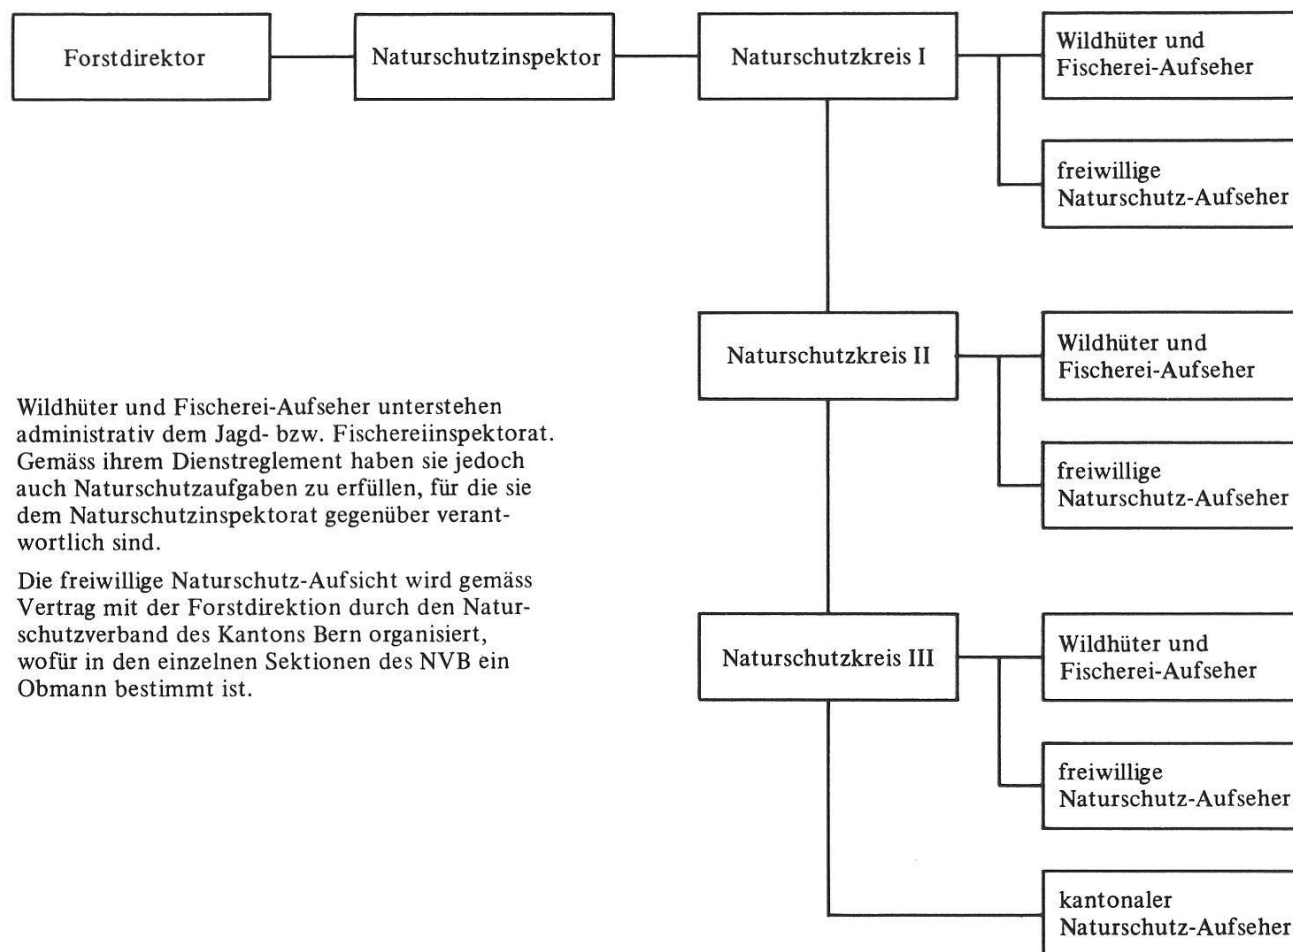 Forstdirektor
Naturschutzinspektor
Naturschutzkreis I
Wildhüter und
Fischerei-Aufseher
freiwillige
Naturschutz-Aufseher
Naturschutzkreis II
Wildhüter und
Fischerei-Aufseher
freiwillige
Naturschutz-Aufseher
Wildhüter und Fischerei-Aufseher unterstehen
administrativ dem Jagd- bzw. Fischereiinspektorat.
Gemäss ihrem Dienstreglement haben sie jedoch
auch Naturschutzaufgaben zu erfüllen, für die sie
dem Naturschutzinspektorat gegenüber verant-
wortlich sind.
Die freiwillige Naturschutz-Aufsicht wird gemäss
Vertrag mit der Forstdirektion durch den Natur-
schutzverband des Kantons Bern organisiert,
wofür in den einzelnen Sektionen des NVB ein
Obmann bestimmt ist.
Naturschutzkreis III
Wildhüter und
Fischerei-Aufseher
freiwillige
Naturschutz-Aufseher
kantonaler
Naturschutz-Aufseher